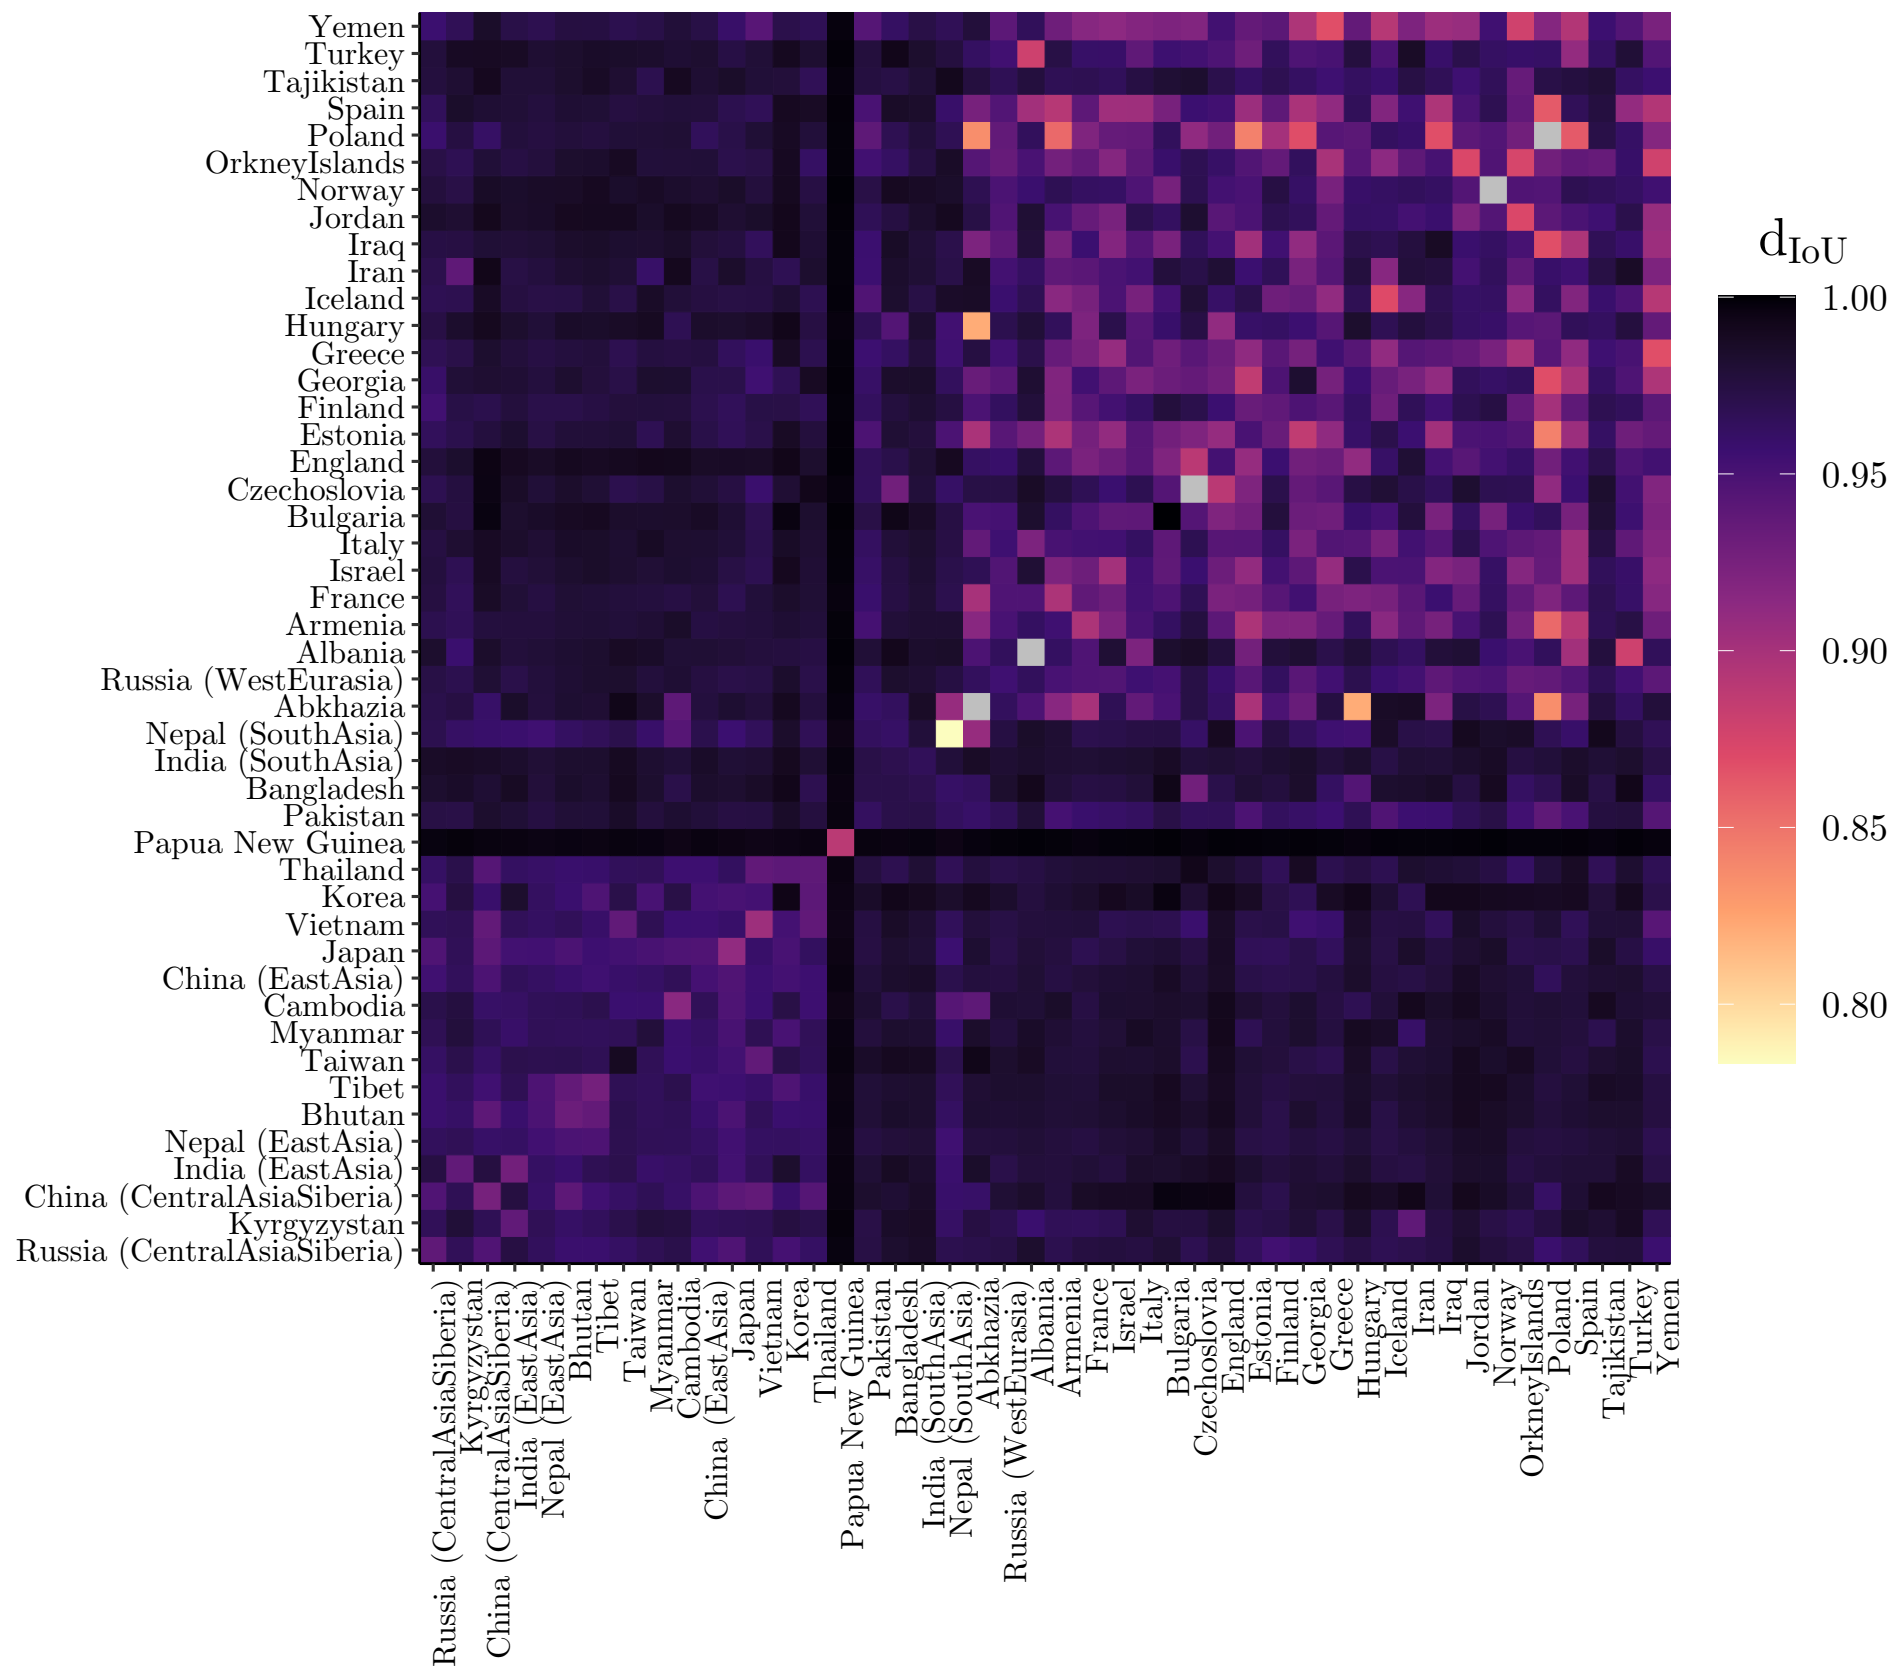 Yemen
Turkey
Tajikistan
Spain
Poland
OrkneyIslands
Norway
Jordan
Iraq
Iran
Iceland
Hungary
Greece
Georgia
Finland
Estonia
England
Czechoslovia
Bulgaria
Italy
Israel
France
Armenia
Albania
Russia (WestEurasia)
Abkhazia
Nepal (SouthAsia)
India (SouthAsia)
Bangladesh
Pakistan
Papua New Guinea
Thailand
Korea
Vietnam
Japan
China (EastAsia)
Cambodia
Myanmar
Taiwan
Tibet
Bhutan
Nepal (EastAsia)
India (EastAsia)
China (CentralAsiaSiberia)
Kyrgyzystan
Russia (CentralAsiaSiberia)
Russia (CentralAsiaSiberia)
Kyrgyzystan
China (CentralAsiaSiberia)
India (EastAsia)
Nepal (EastAsia)
Bhutan
Tibet
Taiwan
Myanmar
Cambodia
China (EastAsia)
Japan
Vietnam
Korea
Thailand
Papua New Guinea
Pakistan
Bangladesh
India (SouthAsia)
Nepal (SouthAsia)
Abkhazia
Russia (WestEurasia)
Albania
Armenia
France
Israel
Italy
Bulgaria
Czechoslovia
England
Estonia
Finland
Georgia
Greece
Hungary
Iceland
Iran
Iraq
Jordan
Norway
OrkneyIslands
Poland
Spain
Tajikistan
Turkey
Yemen
dIoU
1.00
0.95
0.90
0.85
0.80